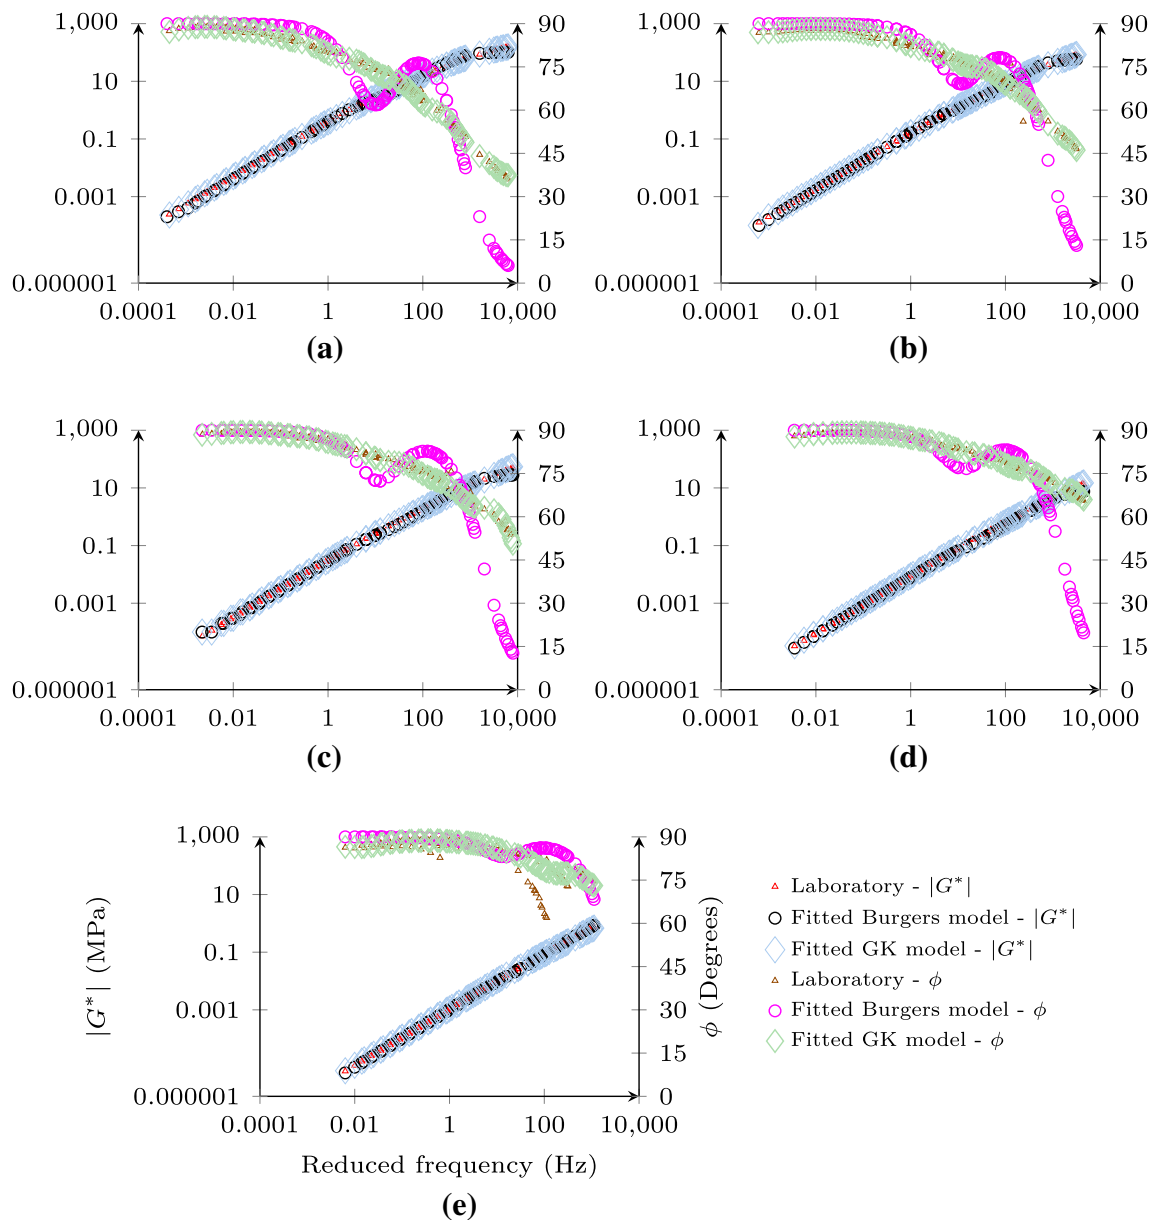 1,000 90 1,000 90
75 75
10 60 10 60
0.1 45 0.1 45
0.001 30 0.001 30
15 15
0.000001 0 0.000001 0
0.0001 0.01 1 100 10,000 0.0001 0.01 1 100 10,000
(a) (b)
1,000 90 1,000 90
75 75
10 60 10 60
0.1 45 0.1 45
0.001 30 0.001 30
15 15
0.000001 0 0.000001 0
0.0001 0.01 1 100 10,000 0.0001 0.01 1 100 10,000
(c) (d)
|G*| (MPa)
1,000 90
75
10 60
0.1 45
0.001 30
15
0.000001 0
0.0001 0.01 1 100 10,000
ϕ (Degrees)
Reduced frequency (Hz)
(e)
Laboratory - |G*|
Fitted Burgers model - |G*|
Fitted GK model - |G*|
Laboratory - ϕ
Fitted Burgers model - ϕ
Fitted GK model - ϕ